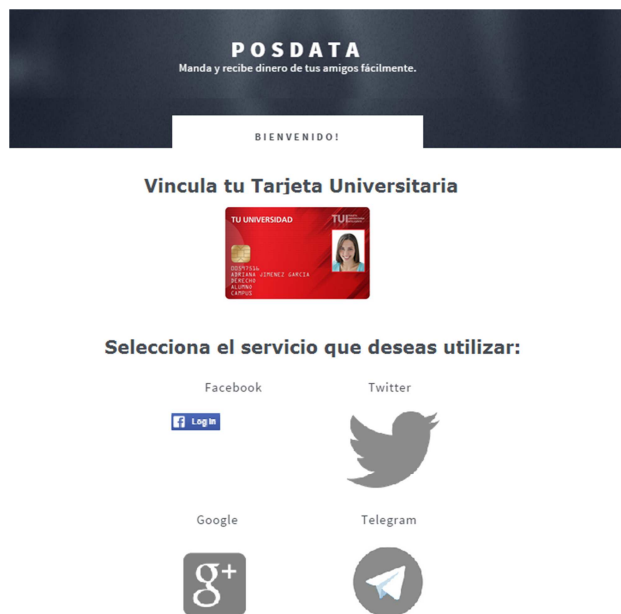 POSDATA
Manda y recibe dinero de tus amigos fácilmente.
BIENVENIDO!
Vincula tu Tarjeta Universitaria
TU UNIVERSIDAD
TUI
ADRIANA JIMENEZ GARCIA
DERECHO
ALUMNO
CAMPUS
Selecciona el servicio que deseas utilizar:
Facebook
Twitter
f Log In
Google
Telegram
g+